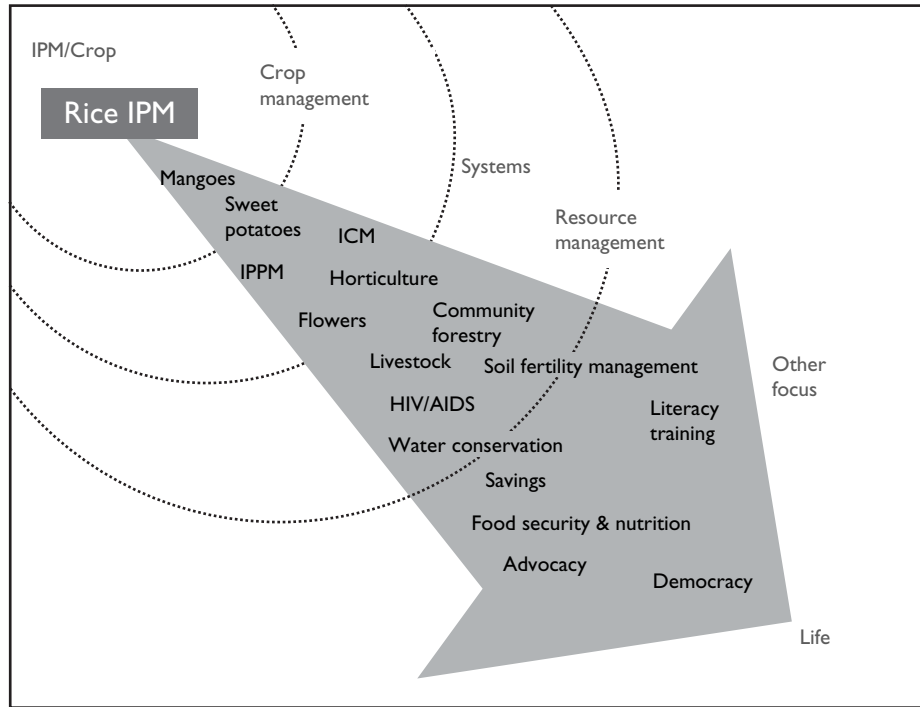 IPM/Crop
Rice IPM
Crop
management
Mangoes
Systems
Sweet
potatoes
ICM
Resource
management
IPPM
Horticulture
Flowers
Community
forestry
Livestock
Soil fertility management
Other
focus
HIV/AIDS
Literacy
training
Water conservation
Savings
Food security & nutrition
Advocacy
Democracy
Life